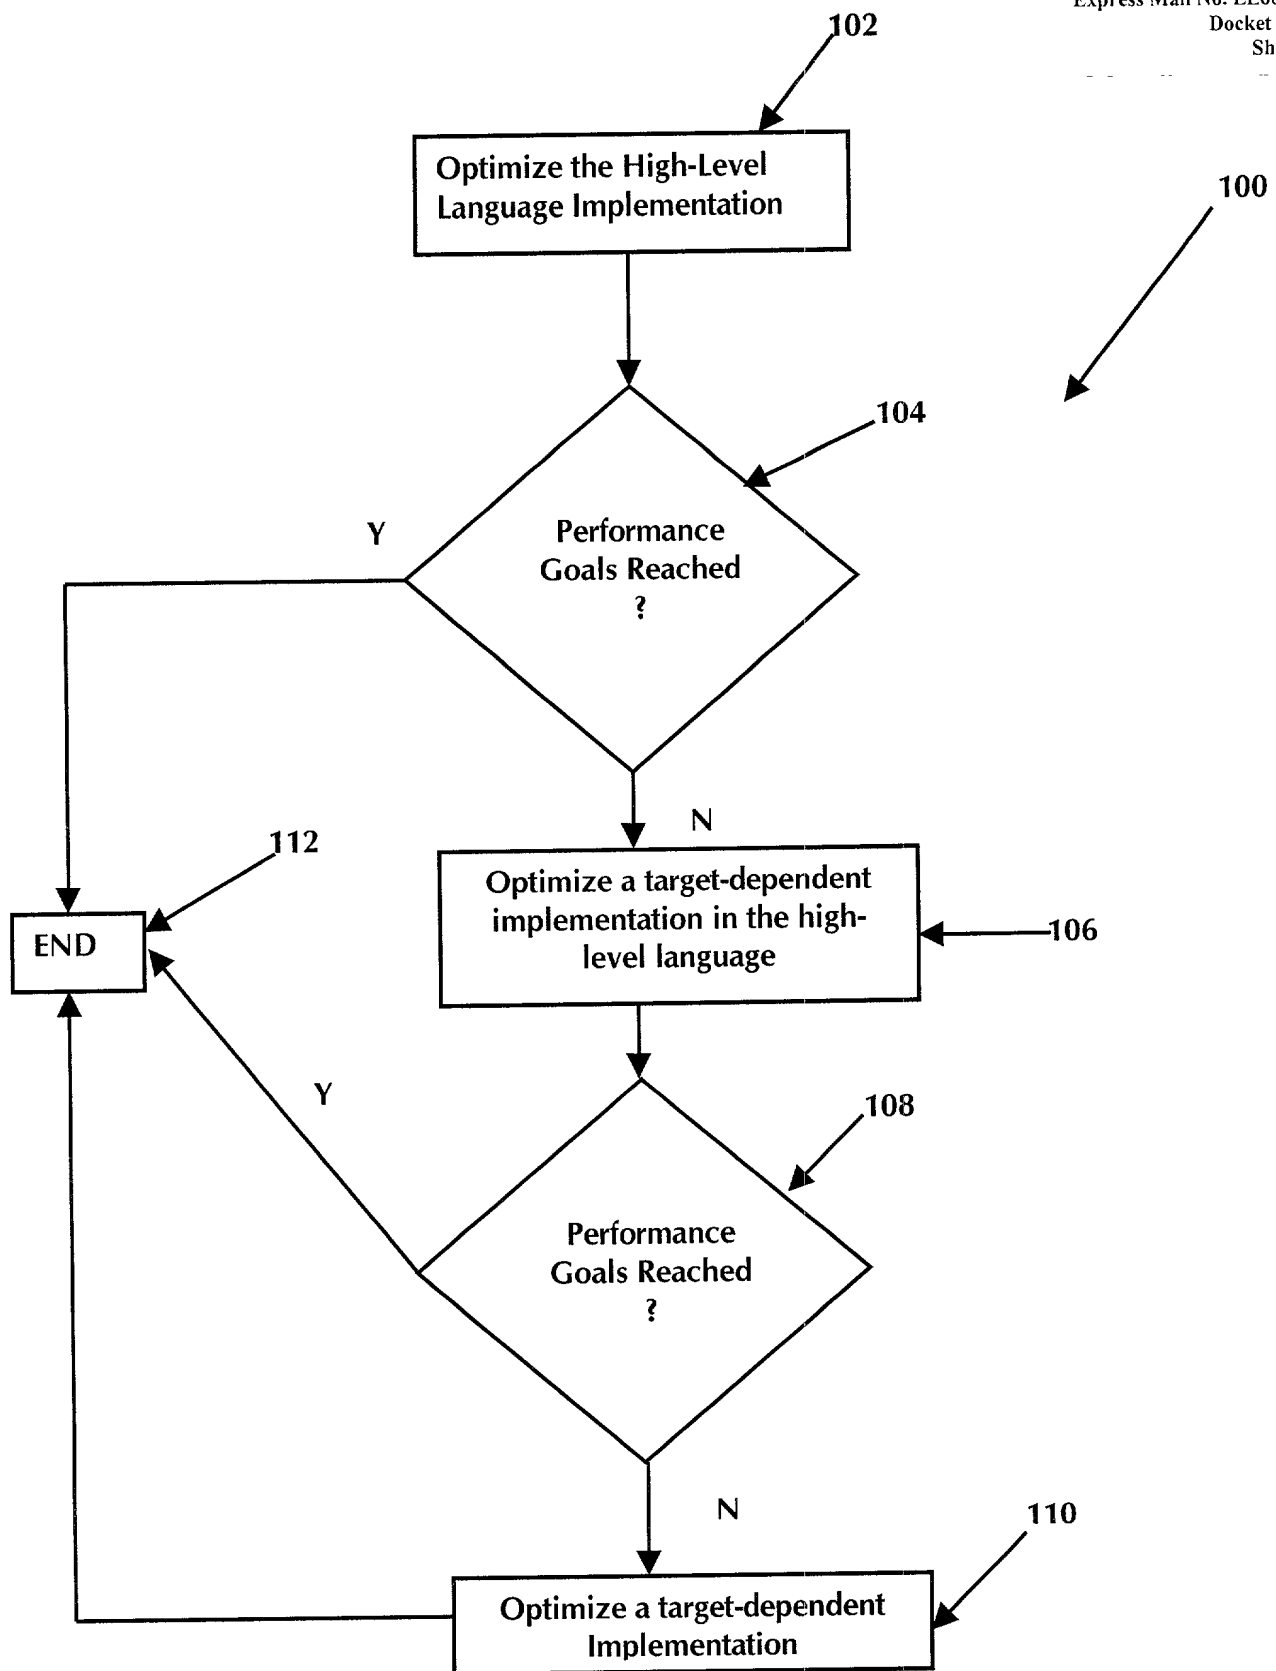 Docket
102
Optimize the High-Level
Language Implementation
100
104
Y
Performance
Goals Reached
?
N
112
END
Optimize a target-dependent
implementation in the high-
level language
106
Y
108
Performance
Goals Reached
?
N
110
Optimize a target-dependent
Implementation